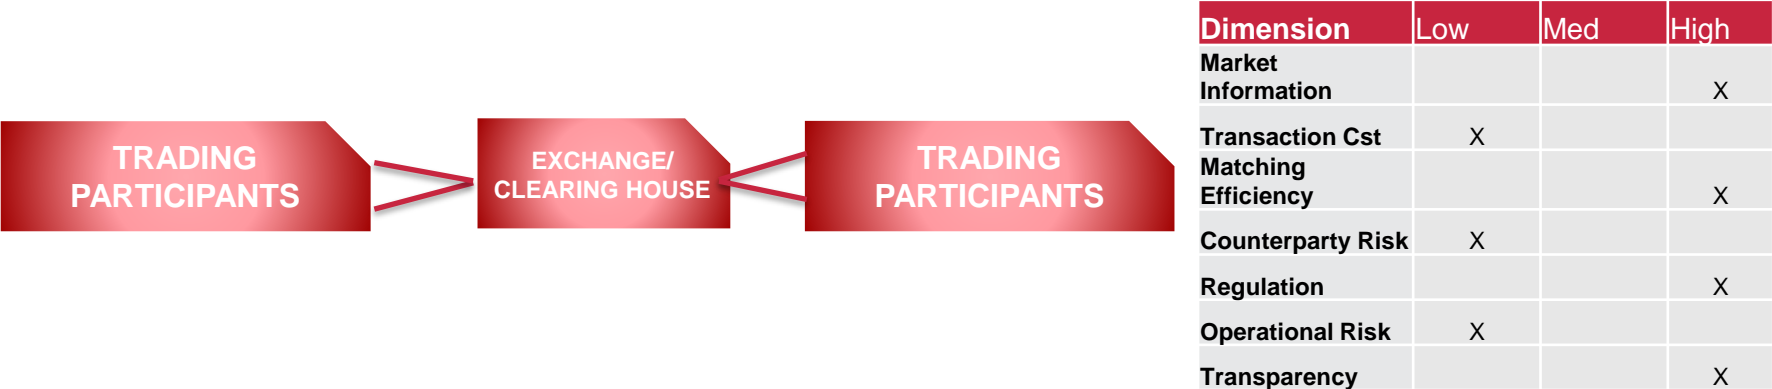 TRADING
PARTICIPANTS
EXCHANGE/
CLEARING HOUSE
TRADING
PARTICIPANTS
Dimension Low Med High
Market
Information X
Transaction Cst X
Matching
Efficiency X
Counterparty Risk X
Regulation X
Operational Risk X
Transparency X